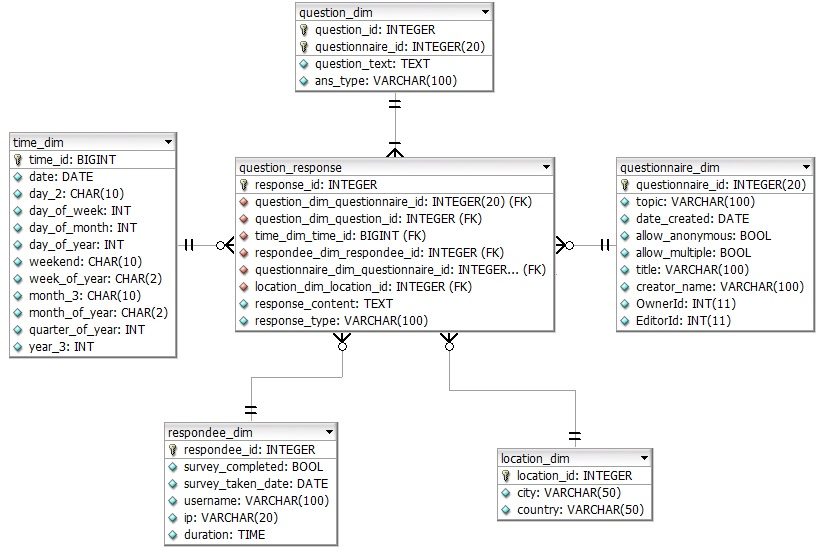 question_dim
question_id: INTEGER
questionnaire_id: INTEGER(20)
question_text: TEXT
ans_type: VARCHAR(100)
time_dim
time_id: BIGINT
date: DATE
day_2: CHAR(10)
day_of_week: INT
day_of_month: INT
day_of_year: INT
weekend: CHAR(10)
week_of_year: CHAR(2)
month_3: CHAR(10)
month_of_year: CHAR(2)
quarter_of_year: INT
year_3: INT
question_response
response_id: INTEGER
question_dim_questionnaire_id: INTEGER(20) (FK)
question_dim_question_id: INTEGER (FK)
time_dim_time_id: BIGINT (FK)
respondee_dim_respondee_id: INTEGER (FK)
questionnaire_dim_questionnaire_id: INTEGER... (FK)
location_dim_location_id: INTEGER (FK)
response_content: TEXT
response_type: VARCHAR(100)
questionnaire_dim
questionnaire_id: INTEGER(20)
topic: VARCHAR(100)
date_created: DATE
allow_anonymous: BOOL
allow_multiple: BOOL
title: VARCHAR(100)
creator_name: VARCHAR(100)
OwnerId: INT(11)
EditorId: INT(11)
respondee_dim
respondee_id: INTEGER
survey_completed: BOOL
survey_taken_date: DATE
username: VARCHAR(100)
ip: VARCHAR(20)
duration: TIME
location_dim
location_id: INTEGER
city: VARCHAR(50)
country: VARCHAR(50)